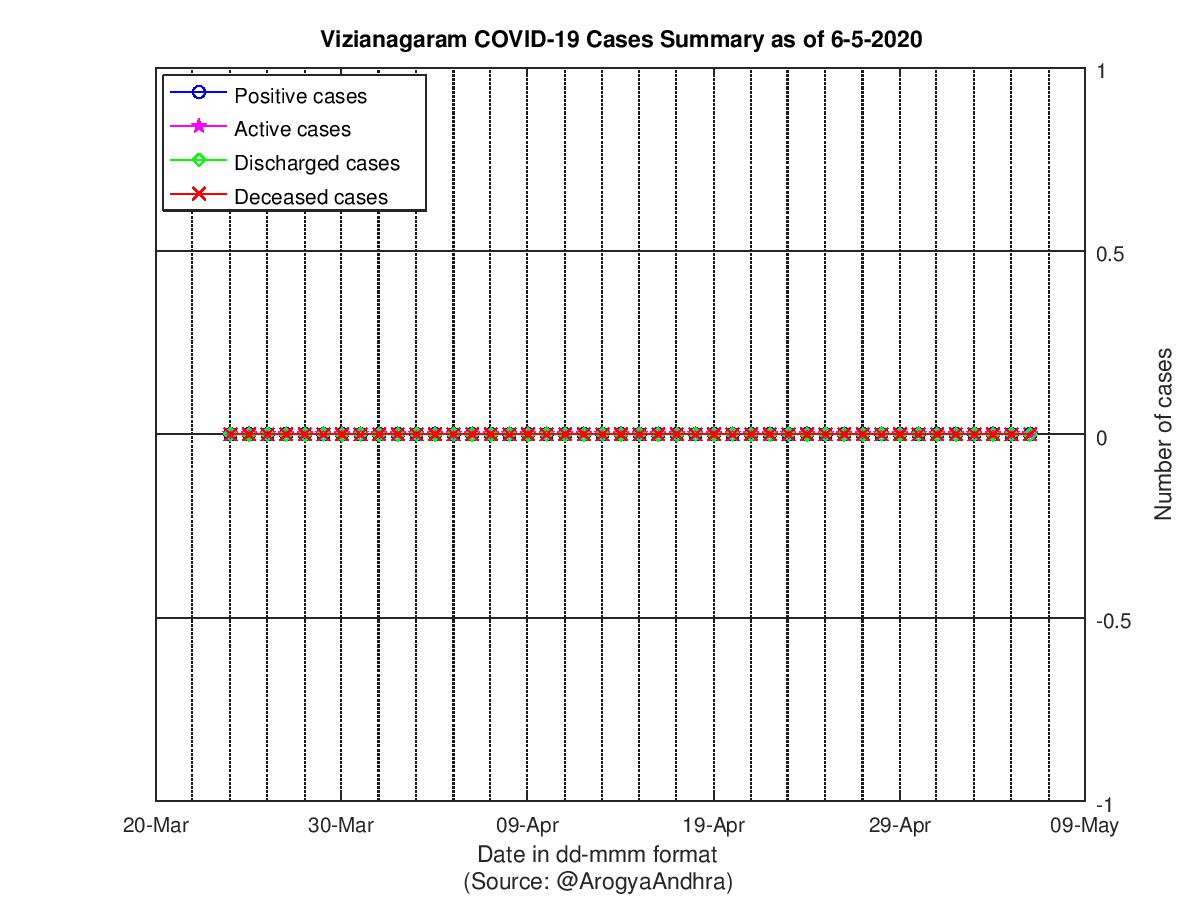 Vizianagaram COVID-19 Cases Summary as of 6-5-2020
Positive cases
Active cases
Discharged cases
Deceased cases
1
0.5
0
-0.5
-1
Number of cases
20-Mar 30-Mar 09-Apr 19-Apr 29-Apr 09-May
Date in dd-mmm format
(Source: @ArogyaAndhra)